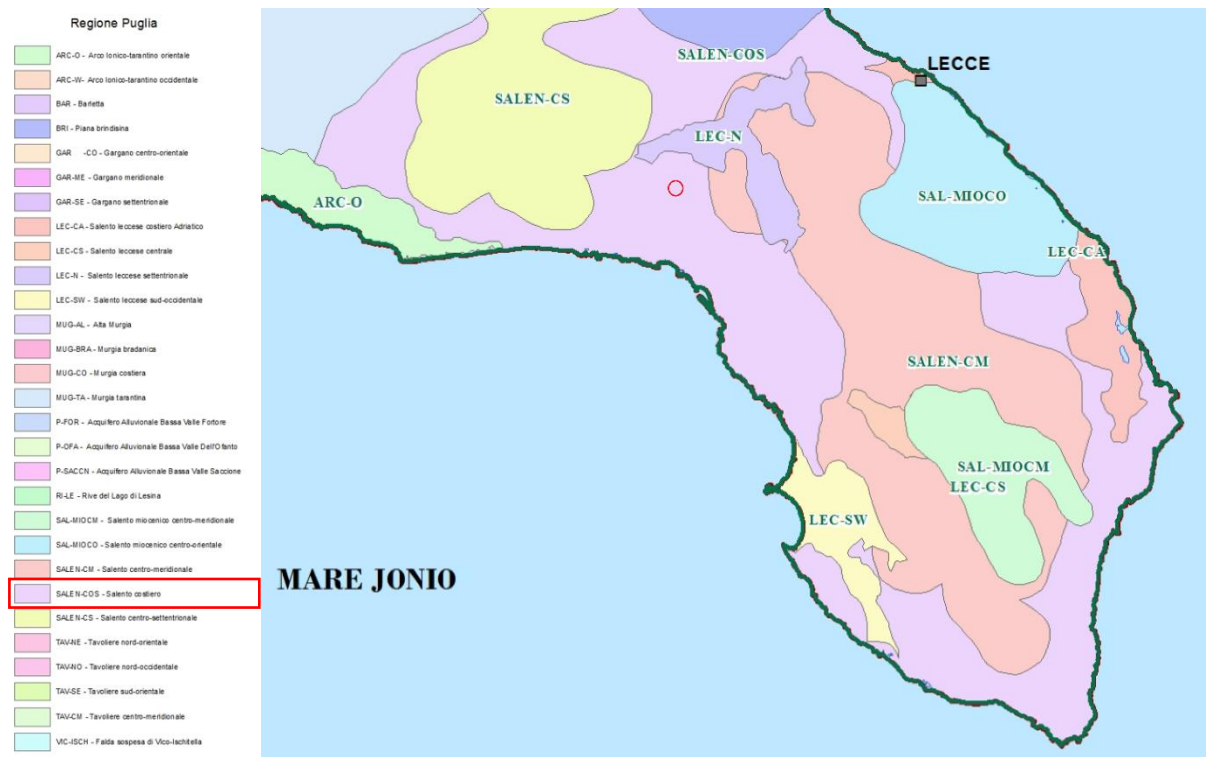 Regione Puglia
ARC-O - Arco Ionico-tarantino orientale
ARC-W- Arco Ionico-tarantino occidentale
BAR - Barletta
BRI - Piana brindisina
GAR -CO - Gargano centro-orientale
GAR-ME - Gargano meridionale
GAR-SE - Gargano settentrionale
LEC-CA - Salento leccese costiero Adriatico
LEC-CS - Salento leccese centrale
LEC-N - Salento leccese settentrionale
LEC-SW - Salento leccese sud-occidentale
MUG-AL - Alta Murgia
MUG-BRA - Murgia bradanica
MUG-CO - Murgia costiera
MUG-TA - Murgia tarantina
P-FOR - Acquifero Alluvionale Bassa Valle Fortore
P-OFA - Acquifero Alluvionale Bassa Valle Dell'Ofanto
P-SACCN - Acquifero Alluvionale Bassa Valle Saccione
RI-LE - Rive del Lago di Lesina
SAL-MIOCM - Salento miocenico centro-meridionale
SAL-MIOCO - Salento miocenico centro-orientale
SALEN-CM - Salento centro-meridionale
SALEN-COS - Salento costiero
SALEN-CS - Salento centro-settentrionale
TAV-NE - Tavoliere nord-orientale
TAV-NO - Tavoliere nord-occidentale
TAV-SE - Tavoliere sud-orientale
TAV-CM - Tavoliere centro-meridionale
VIC-ISCH - Falda sospesa di Vico-Ischitella
SALEN-COS
LECCE
SALEN-CS
LEC-N
ARC-O
SAL-MIOCO
LEC-CA
SALEN-CM
SAL-MIOCM
LEC-CS
LEC-SW
MARE JONIO